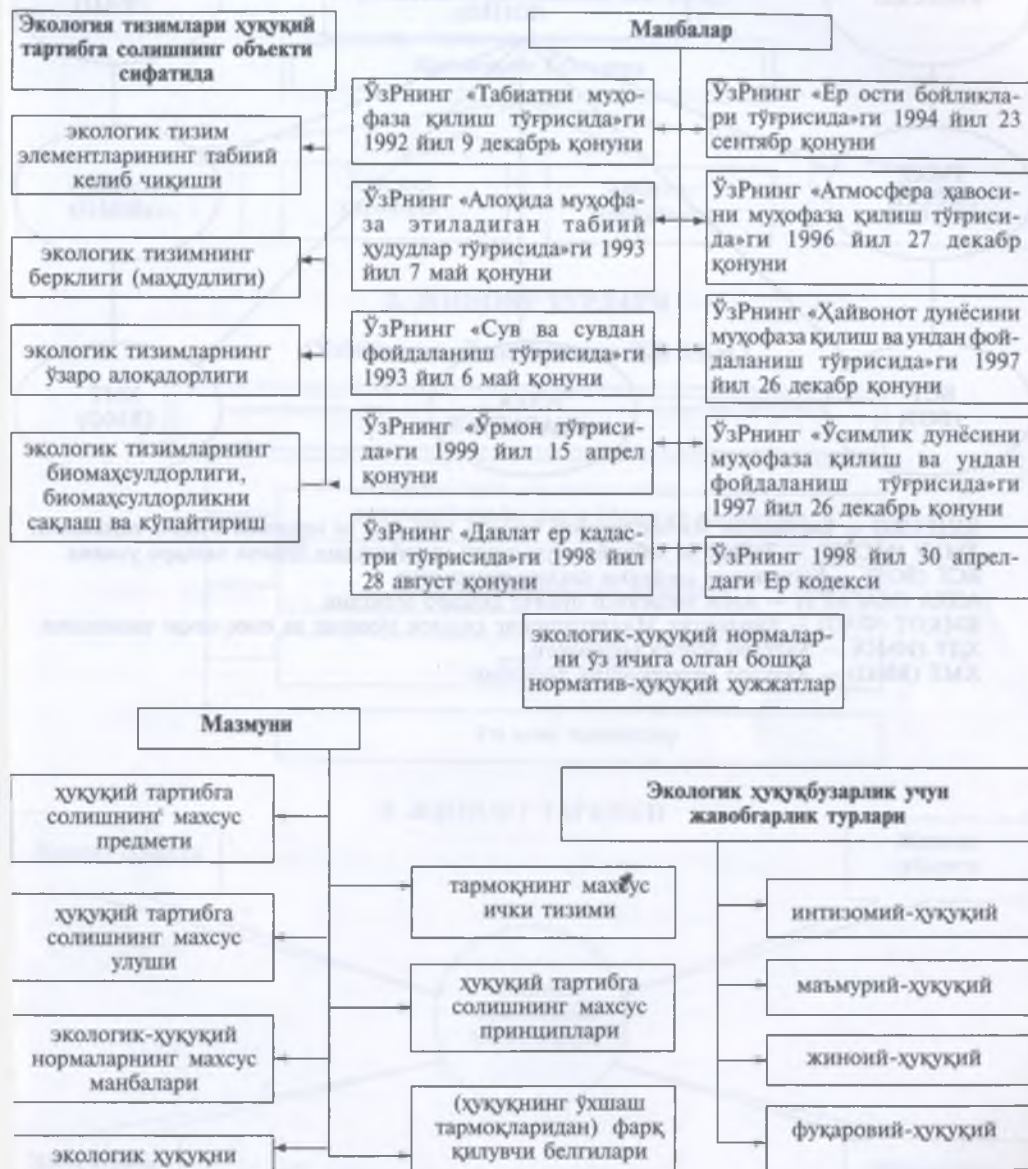 Экология тизимлари ҳуқуқий
тартибга солишнинг объекти
сифатида
экологик тизим
элементларининг табиий
келиб чиқиши
экологик тизимнинг
берклиги (маҳдудлиги)
экологик тизимларнинг
ўзаро алоқадорлиги
экологик тизимларнинг
биомаҳсулдорлиги,
биомаҳсулдорликни
сақлаш ва кўпайтириш
Манбалар
ЎзРнинг «Табиатни муҳо-
фаза қилиш тўғрисида»ги
1992 йил 9 декабрь қонуни
ЎзРнинг «Алоҳида муҳофа-
за этиладиган табиий
ҳудудлар тўғрисида»ги 1993
йил 7 май қонуни
ЎзРнинг «Сув ва сувдан
фойдаланиш тўғрисида»ги
1993 йил 6 май қонуни
ЎзРнинг «Ўрмон тўғриси-
да»ги 1999 йил 15 апрел
қонуни
ЎзРнинг «Давлат ер кадас-
три тўғрисида»ги 1998 йил
28 август қонуни
ЎзРнинг «Ер ости бойликла-
ри тўғрисида»ги 1994 йил 23
сентябр қонуни
ЎзРнинг «Атмосфера ҳавоси-
ни муҳофаза қилиш тўғриси-
да»ги 1996 йил 27 декабр
қонуни
ЎзРнинг «Ҳайвонот дунёсини
муҳофаза қилиш ва ундан фой-
даланиш тўғрисида»ги 1997
йил 26 декабр қонуни
ЎзРнинг «Ўсимлик дунёсини
муҳофаза қилиш ва ундан
фойдаланиш тўғрисида»ги
1997 йил 26 декабрь қонуни
ЎзРнинг 1998 йил 30 апрел-
даги Ер кодекси
экологик-ҳуқуқий нормалар-
ни ўз ичига олган бошқа
норматив-ҳуқуқий ҳужжатлар
Мазмуни
ҳуқуқий тартибга
солишнинг махсус
предмети
ҳуқуқий тартибга
солишнинг махсус
улуши
экологик-ҳуқуқий
нормаларнинг махсус
манбалари
экологик ҳуқуқни
тармоқнинг махсус
ички тизими
ҳуқуқий тартибга
солишнинг махсус
принциплари
(ҳуқуқнинг ўхшаш
тармоқларидан) фарқ
қилувчи белгилари
Экологик ҳуқуқбузарлик учун
жавобгарлик турлари
интизомий-ҳуқуқий
маъмурий-ҳуқуқий
жиноий-ҳуқуқий
фуқаровий-ҳуқуқий